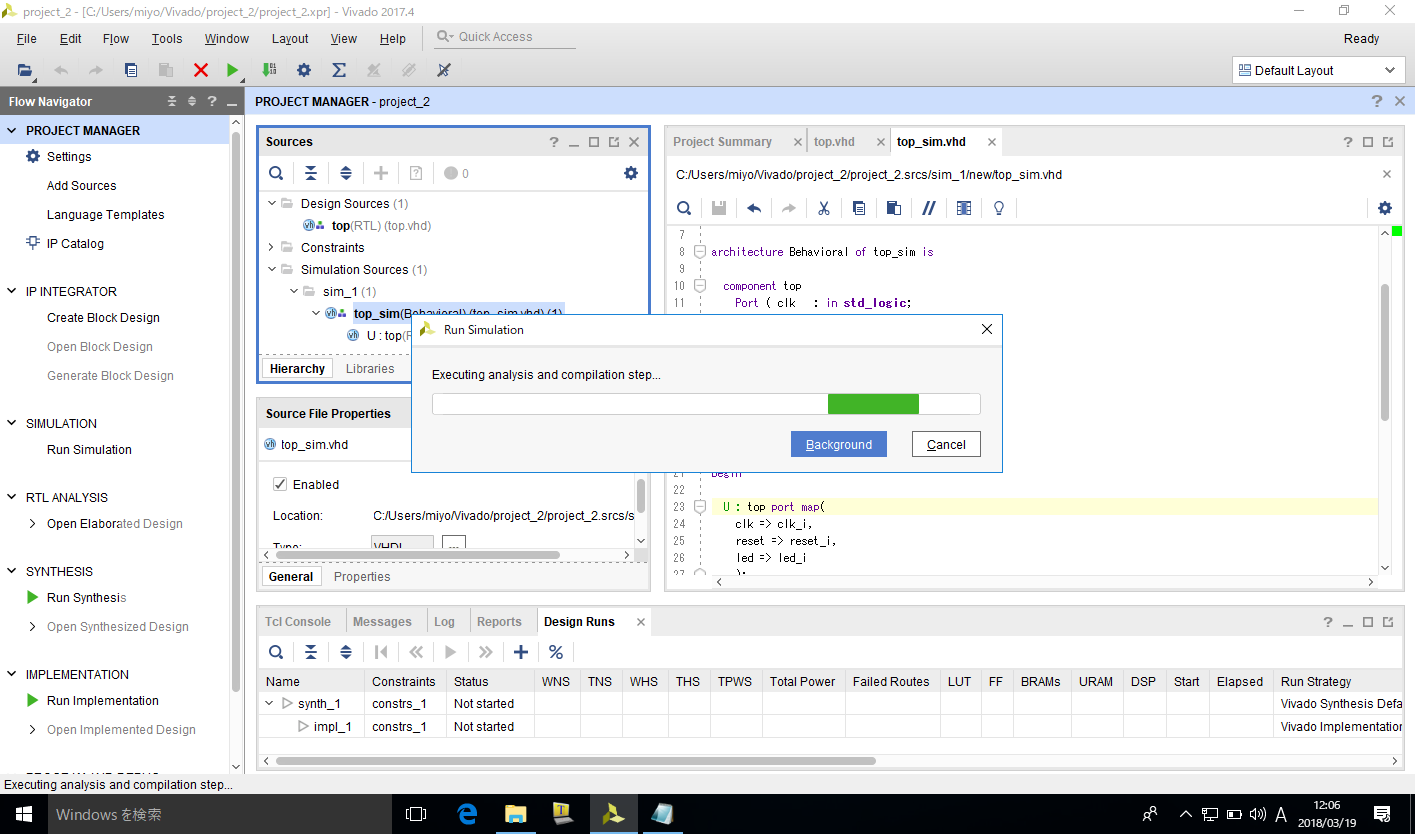 project_2 - [C:/Users/miyo/Vivado/project_2/project_2.xpr] - Vivado 2017.4
File Edit Flow Tools Window Layout View Help Quick Access Ready
Default Layout
Flow Navigator
PROJECT MANAGER - project_2
PROJECT MANAGER
Settings
Add Sources
Language Templates
IP Catalog
IP INTEGRATOR
Create Block Design
Open Block Design
Generate Block Design
SIMULATION
Run Simulation
RTL ANALYSIS
Open Elaborated Design
SYNTHESIS
Run Synthesis
Open Synthesized Design
IMPLEMENTATION
Run Implementation
Open Implemented Design
Sources
0
Design Sources (1)
top(RTL) (top.vhd)
Constraints
Simulation Sources (1)
sim_1 (1)
top_sim(Behavioral) (top_sim.vhd) (1)
U : top(R
Hierarchy Libraries
Source File Properties
top_sim.vhd
Enabled
Location: C:/Users/miyo/Vivado/project_2/project_2.srcs/s
Type: VHDL ...
General Properties
Project Summary top.vhd top_sim.vhd
C:/Users/miyo/Vivado/project_2/project_2.srcs/sim_1/new/top_sim.vhd
7
8 architecture Behavioral of top_sim is
9
10 component top
11 Port ( clk : in std_logic;
21 begin
22
23 U : top port map(
24 clk => clk_i,
25 reset => reset_i,
26 led => led_i
27 );
Run Simulation
Executing analysis and compilation step...
Background Cancel
Tcl Console Messages Log Reports Design Runs
Name Constraints Status WNS TNS WHS THS TPWS Total Power Failed Routes LUT FF BRAMs URAM DSP Start Elapsed Run Strategy
synth_1 constrs_1 Not started Vivado Synthesis Defa
impl_1 constrs_1 Not started Vivado Implementation
Executing analysis and compilation step...
Windows を検索
A
12:06
2018/03/19